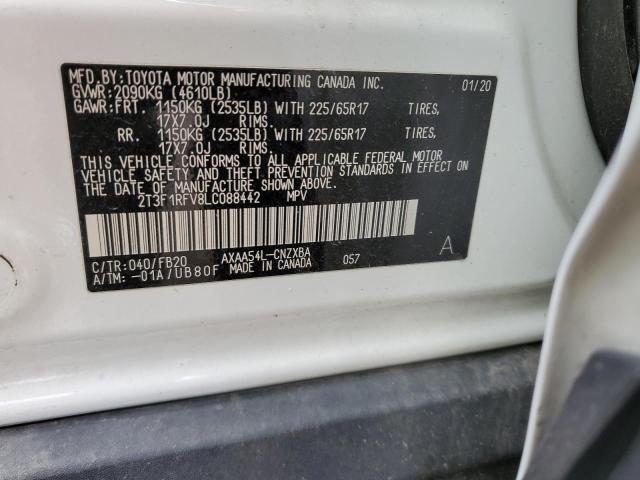 MFD.BY:TOYOTA MOTOR MANUFACTURING CANADA INC. 01/20
GVWR:2090KG (4610LB)
GAWR:FRT. 1150KG (2535LB) WITH 225/65R17 TIRES,
17X7.0J RIMS.
RR. 1150KG (2535LB) WITH 225/65R17 TIRES,
17X7.0J RIMS.
THIS VEHICLE CONFORMS TO ALL APPLICABLE FEDERAL MOTOR
VEHICLE SAFETY AND THEFT PREVENTION STANDARDS IN EFFECT ON
THE DATE OF MANUFACTURE SHOWN ABOVE.
2T3F1RFV8LC088442 MPV
C/TR:040/FB20 AXAA54L-CNZXBA 057 A
A/TM:-01A/UB80F MADE IN CANADA